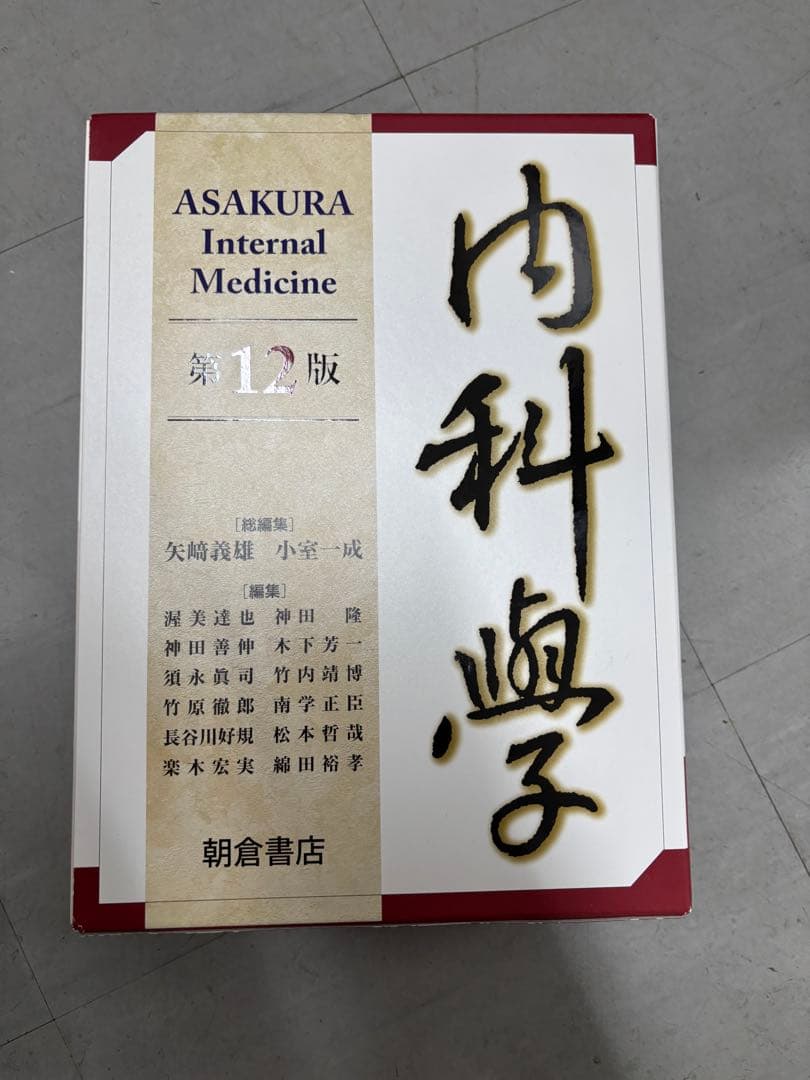 ASAKURA
Internal
Medicine
第12版
[総編集]
矢﨑義雄 小室一成
[編集]
渥美達也 神田 隆
神田善伸 木下芳一
須永眞司 竹内靖博
竹原徹郎 南学正臣
長谷川好規 松本哲哉
楽木宏実 綿田裕孝
朝倉書店
内科學